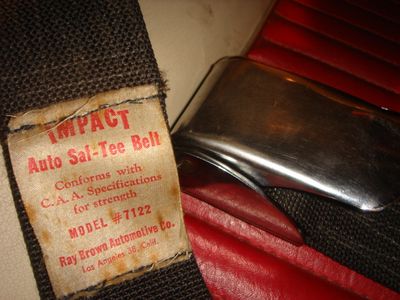 IMPACT
Auto Saf-Tee Belt
Conforms with
C.A.A. Specifications
for strength
MODEL #7122
Ray Brown Automotive Co.
Los Angeles 38, Calif.